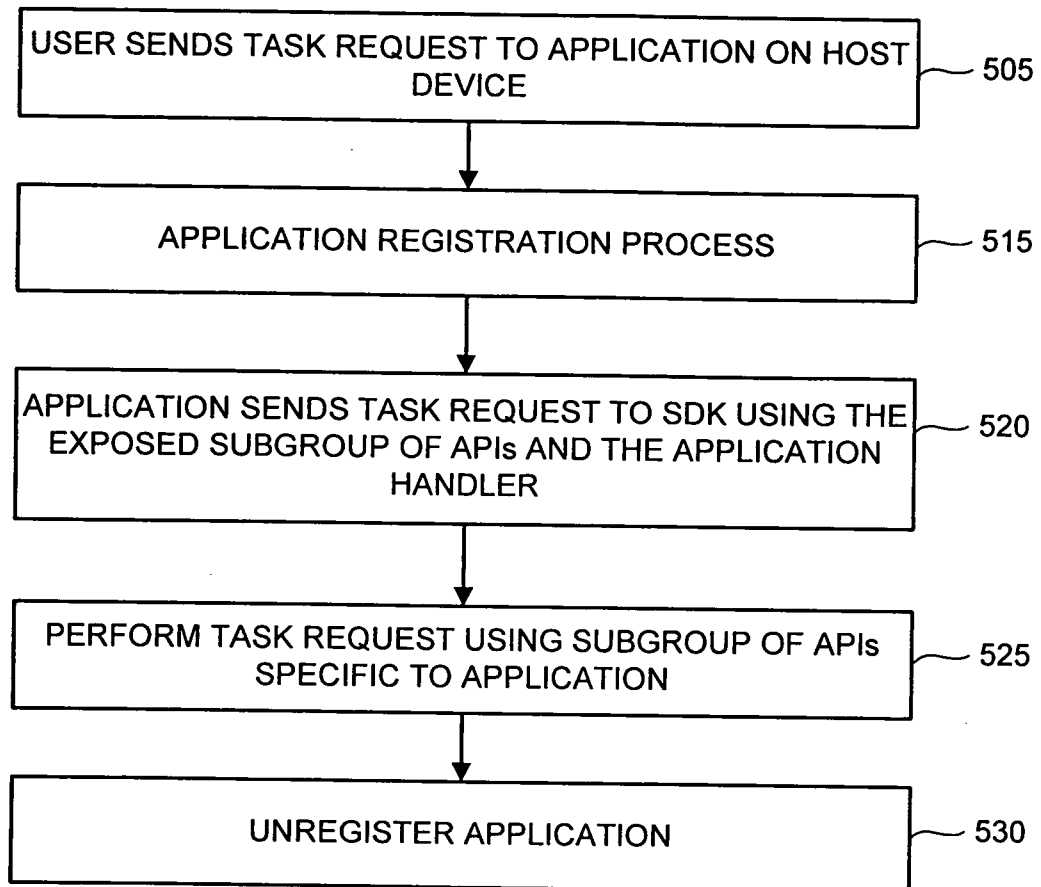 USER SENDS TASK REQUEST TO APPLICATION ON HOST
DEVICE
505
APPLICATION REGISTRATION PROCESS
515
APPLICATION SENDS TASK REQUEST TO SDK USING THE
EXPOSED SUBGROUP OF APIs AND THE APPLICATION
HANDLER
520
PERFORM TASK REQUEST USING SUBGROUP OF APIs
SPECIFIC TO APPLICATION
525
UNREGISTER APPLICATION
530